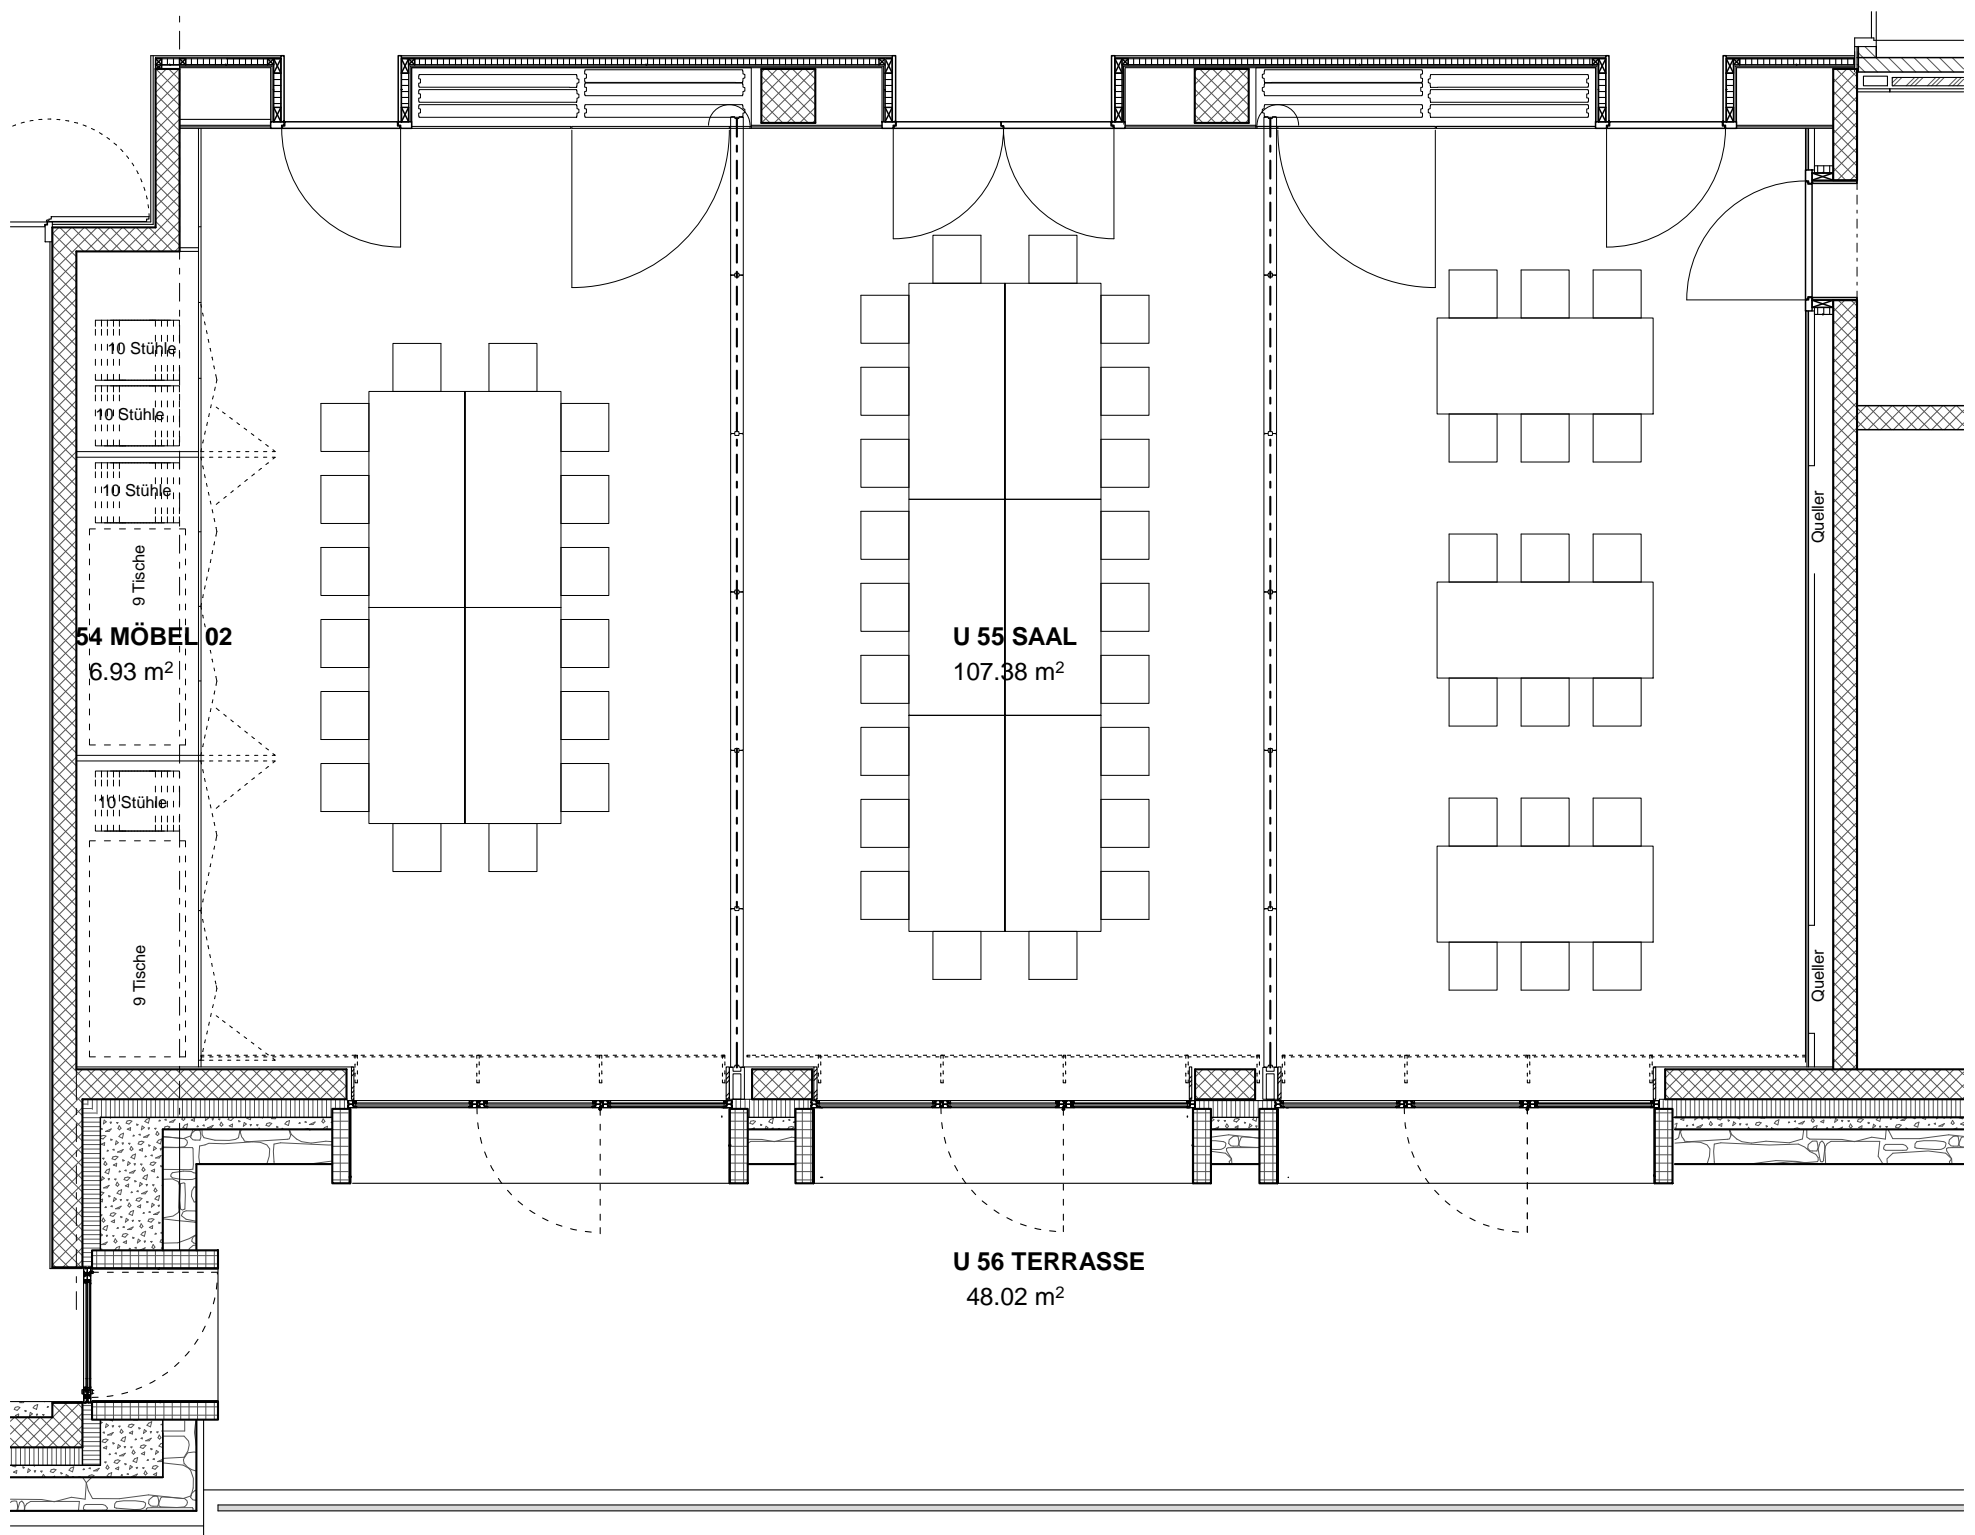 10 Stühle
10 Stühle
10 Stühle
9 Tische
54 MÖBEL 02
6.93 m²
10 Stühle
9 Tische
U 55 SAAL
107.38 m²
Queller
Queller
U 56 TERRASSE
48.02 m²